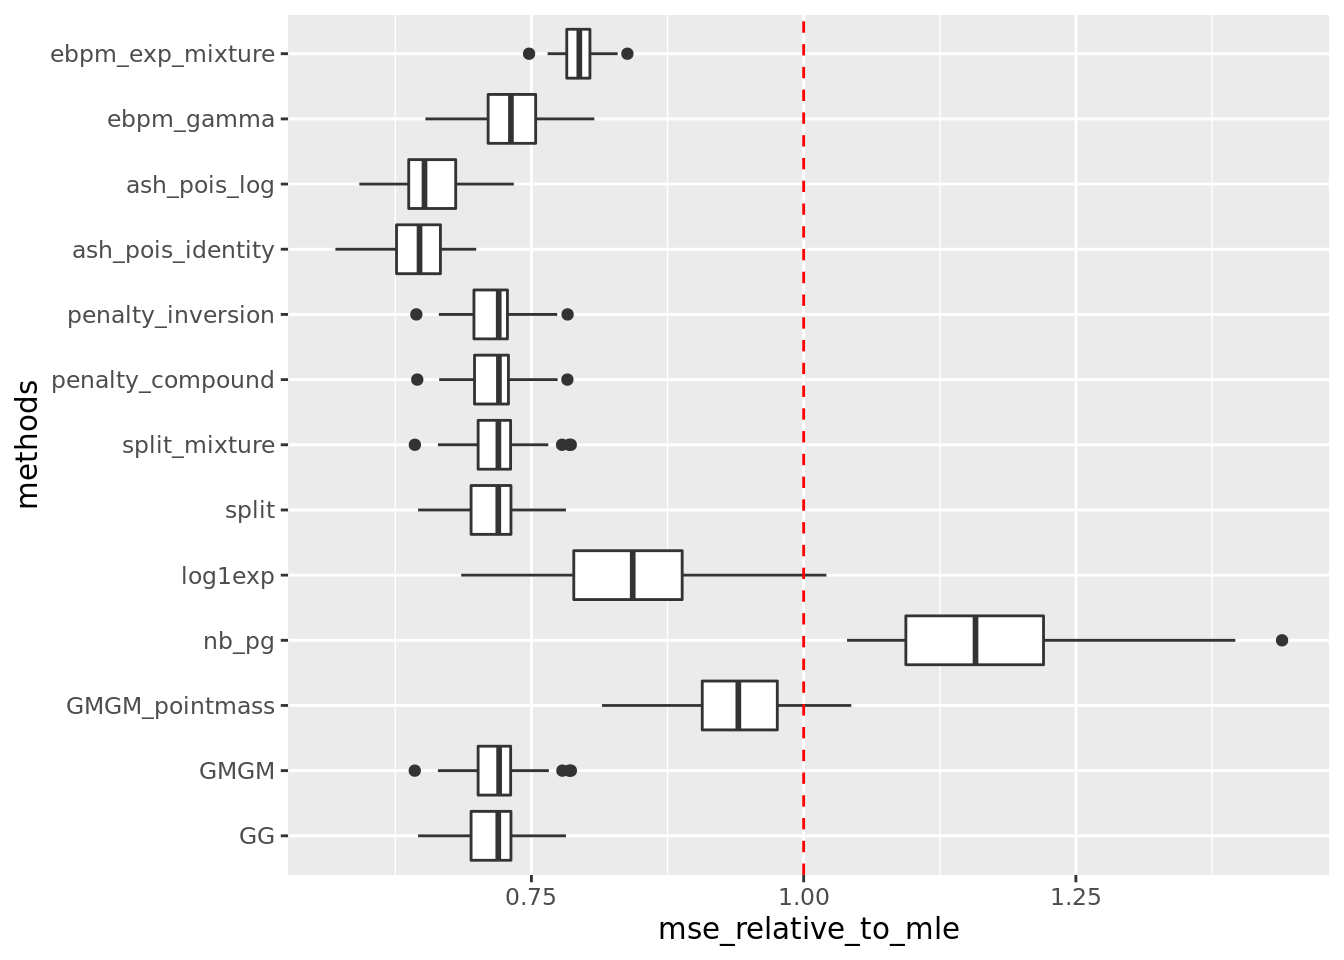 ebpm_exp_mixture
ebpm_gamma
ash_pois_log
ash_pois_identity
penalty_inversion
penalty_compound
split_mixture
split
log1exp
nb_pg
GMGM_pointmass
GMGM
GG
methods
0.75 1.00 1.25
mse_relative_to_mle